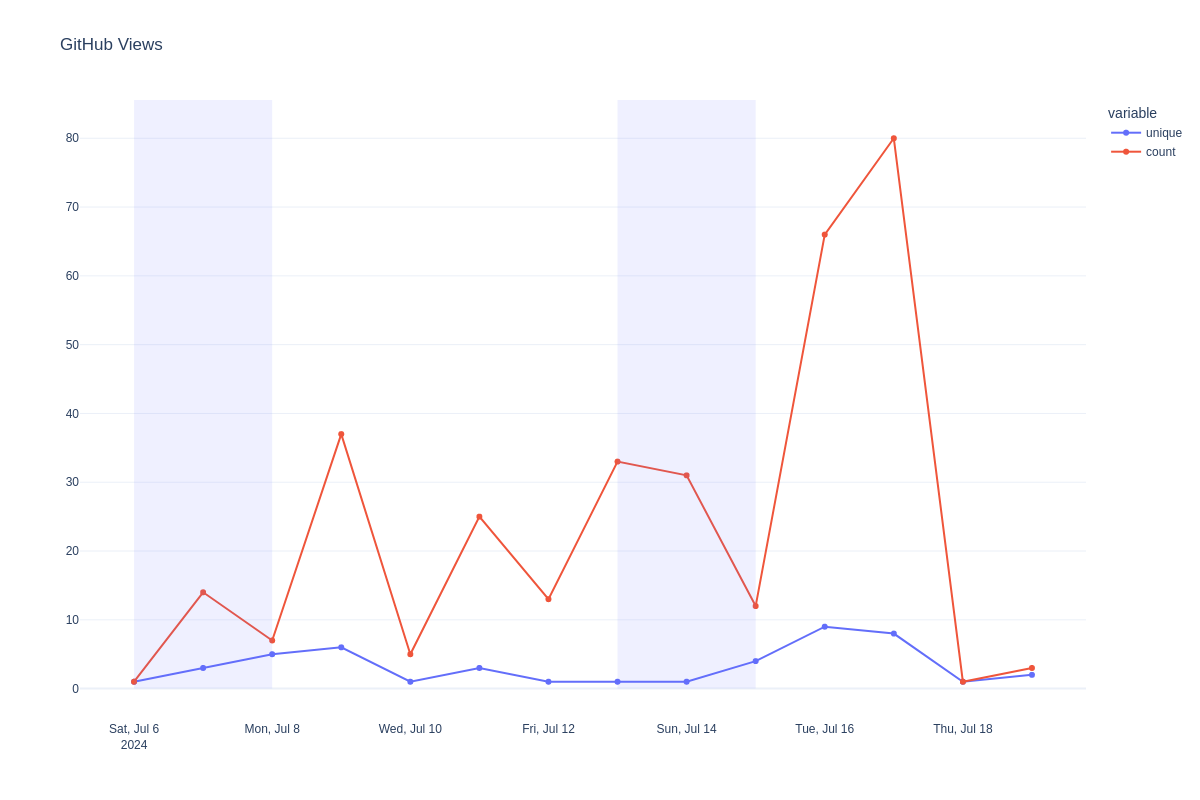 GitHub Views
variable
unique
count
80
70
60
50
40
30
20
10
0
Sat, Jul 6
2024
Mon, Jul 8
Wed, Jul 10
Fri, Jul 12
Sun, Jul 14
Tue, Jul 16
Thu, Jul 18